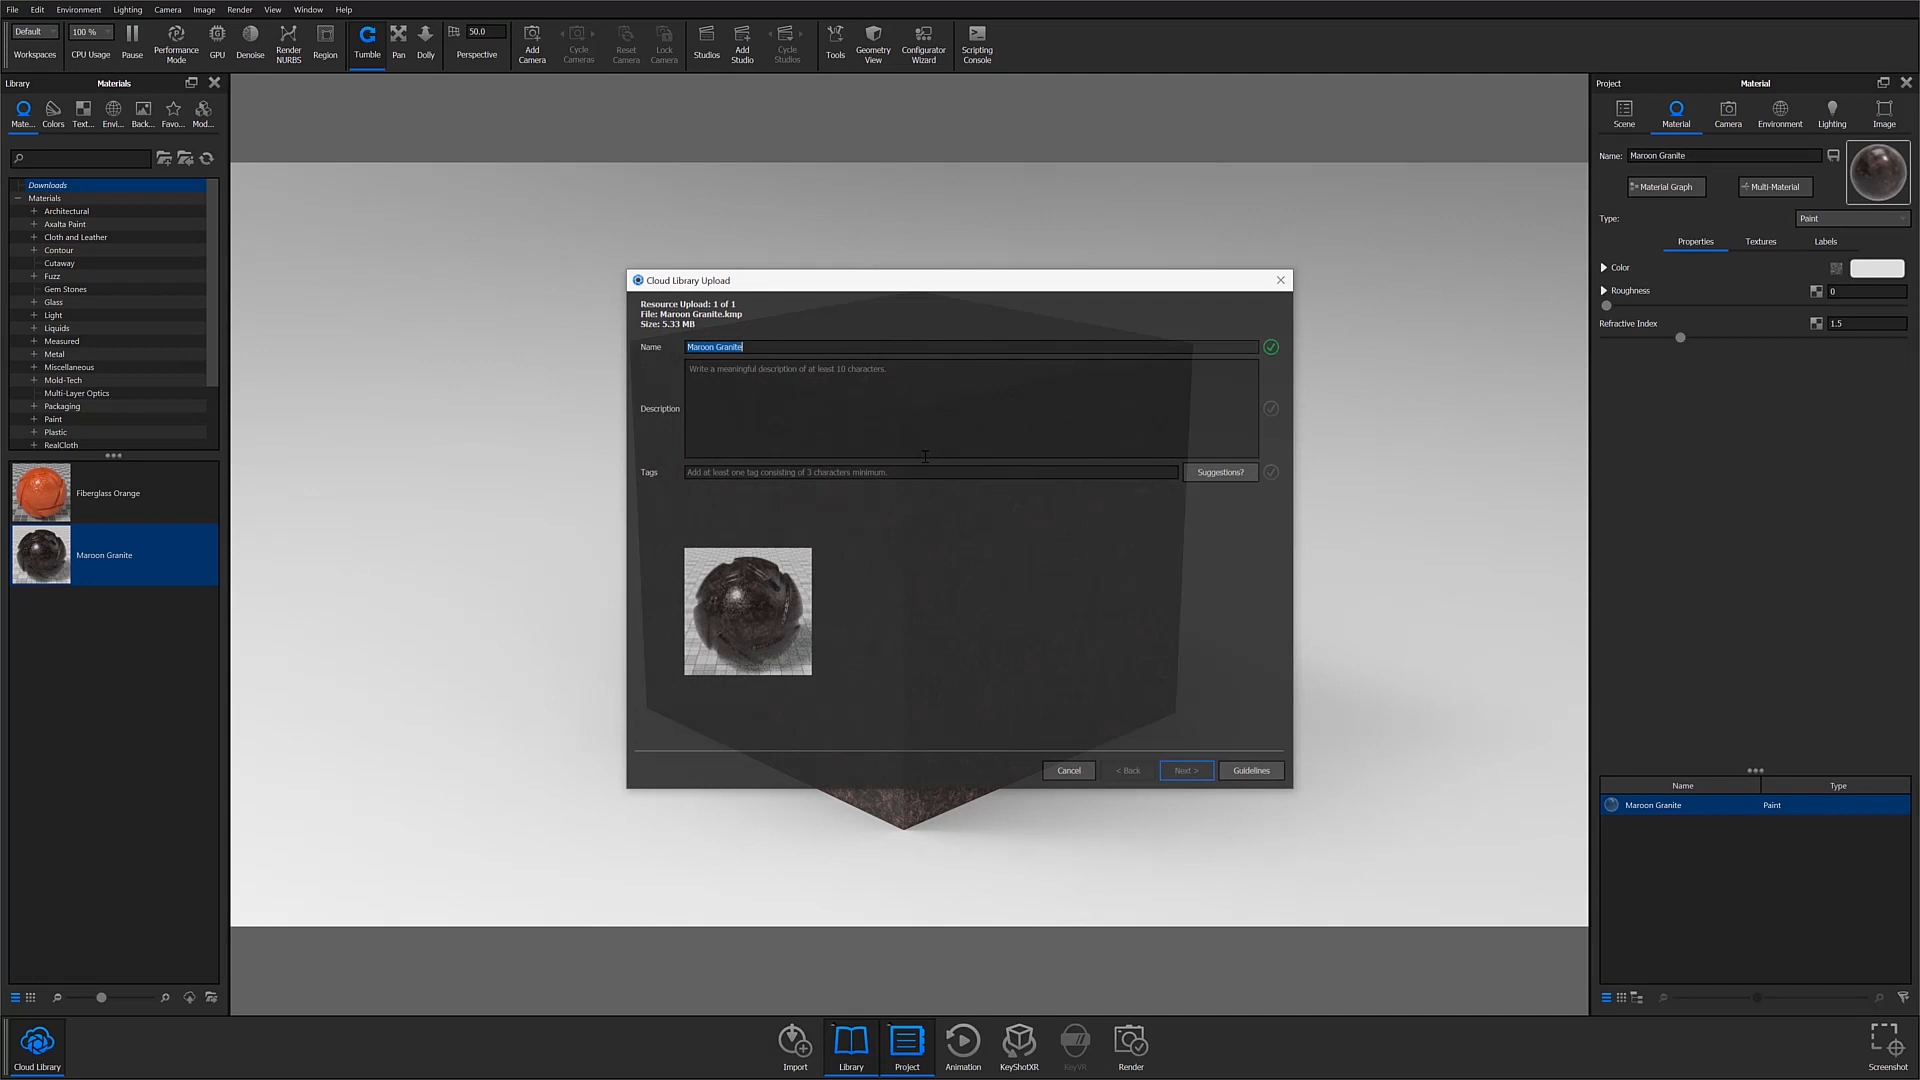 File Edit Environment Lighting Camera Image Render View Window Help
Default 100 % 50.0
Workspaces CPU Usage Pause Performance Mode GPU Denoise Render NURBS Region Tumble Pan Dolly Perspective Add Camera Cycle Cameras Reset Camera Lock Camera Studios Add Studio Cycle Studios Tools Geometry View Configurator Wizard Scripting Console
Library Materials
Mate... Colors Text... Envi... Back... Favo... Mod...
Downloads
Materials
Architectural
Axalta Paint
Cloth and Leather
Contour
Cutaway
Fuzz
Gem Stones
Glass
Light
Liquids
Measured
Metal
Miscellaneous
Mold-Tech
Multi-Layer Optics
Packaging
Paint
Plastic
RealCloth
Fiberglass Orange
Maroon Granite
Cloud Library Upload
Resource Upload: 1 of 1
File: Maroon Granite.kmp
Size: 5.33 MB
Name Maroon Granite
Write a meaningful description of at least 10 characters.
Description
Tags Add at least one tag consisting of 3 characters minimum. Suggestions?
Cancel < Back Next > Guidelines
Project Material
Scene Material Camera Environment Lighting Image
Name: Maroon Granite
Material Graph Multi-Material
Type: Paint
Properties Textures Labels
Color
Roughness 0
Refractive Index 1.5
Name Type
Maroon Granite Paint
Cloud Library Import Library Project Animation KeyShotXR KeyVR Render Screenshot